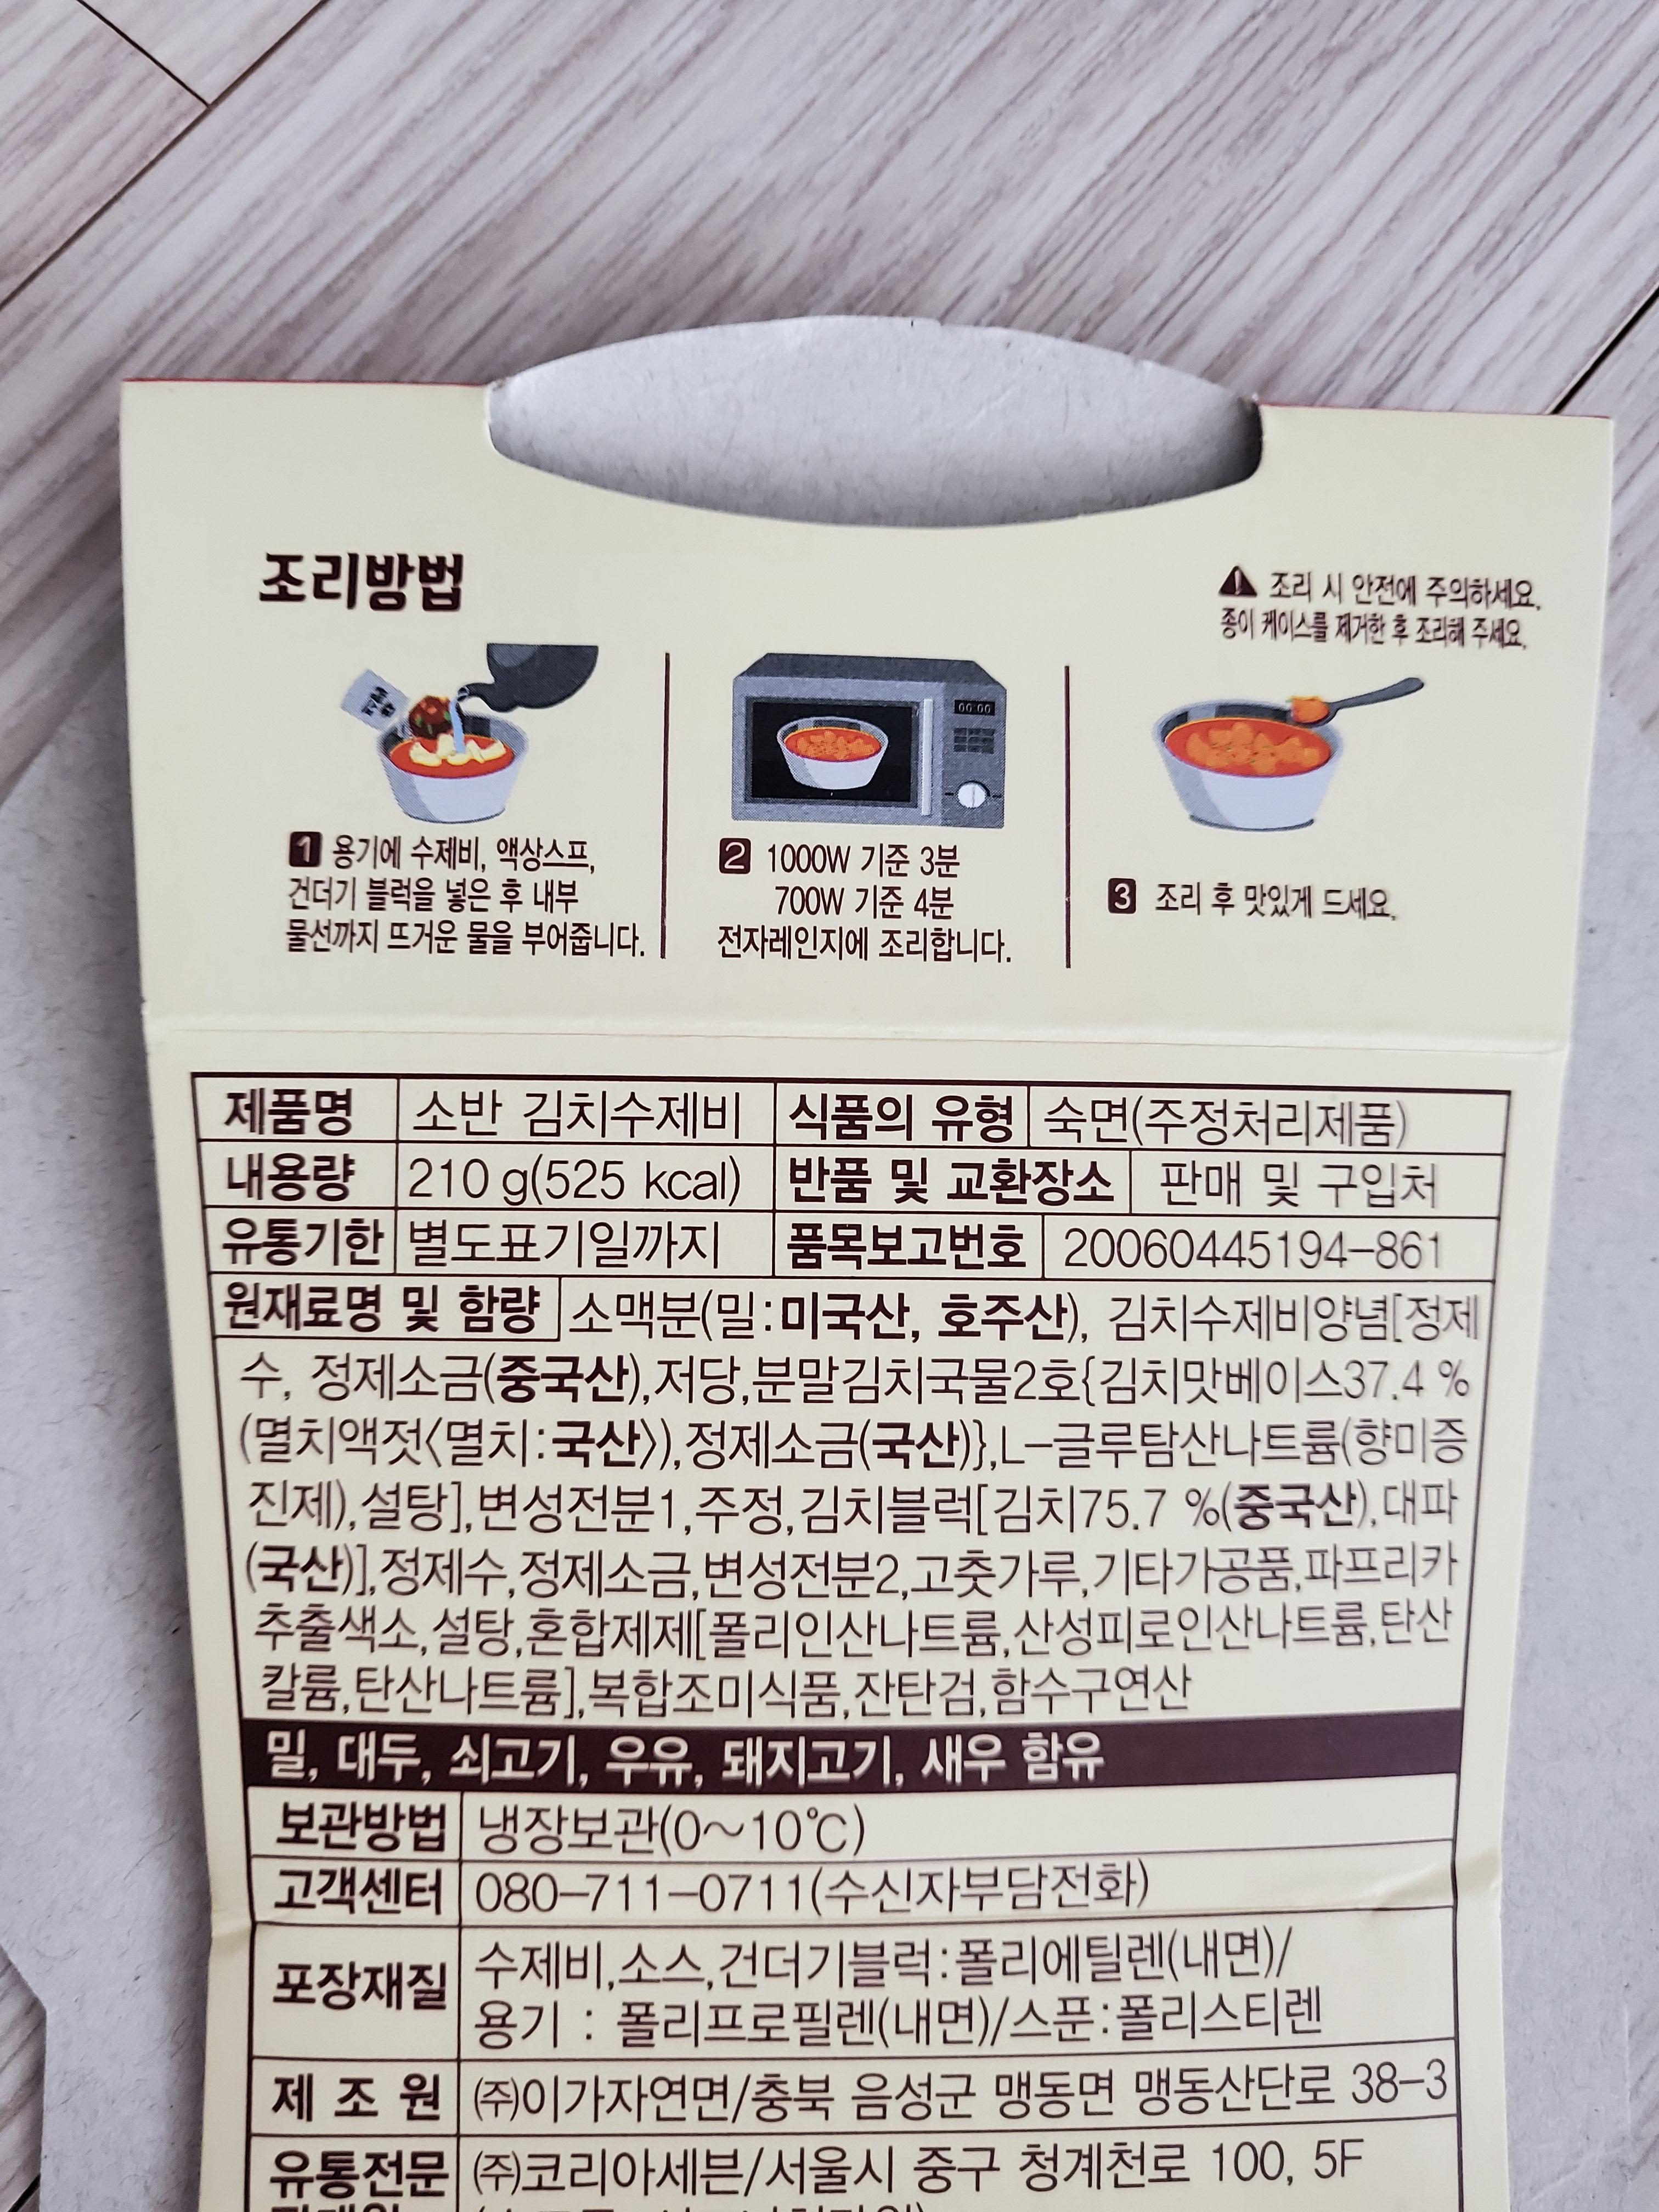 조리방법
조리 시 안전에 주의하세요.
종이 케이스를 제거한 후 조리해 주세요.
00:00
1 용기에 수제비, 액상스프,
건더기 블럭을 넣은 후 내부
물선까지 뜨거운 물을 부어줍니다.
2 1000W 기준 3분
700W 기준 4분
전자레인지에 조리합니다.
3 조리 후 맛있게 드세요.
제품명 소반 김치수제비 식품의 유형 숙면(주정처리제품)
내용량 210 g(525 kcal) 반품 및 교환장소 판매 및 구입처
유통기한 별도표기일까지 품목보고번호 20060445194-861
원재료명 및 함량 소맥분(밀:미국산, 호주산), 김치수제비양념[정제
수, 정제소금(중국산),저당,분말김치국물2호{김치맛베이스37.4 %
(멸치액젓〈멸치:국산〉),정제소금(국산)},L-글루탐산나트륨(향미증
진제),설탕],변성전분1,주정,김치블럭[김치75.7 %(중국산),대파
(국산)],정제수,정제소금,변성전분2,고춧가루,기타가공품,파프리카
추출색소,설탕,혼합제제[폴리인산나트륨,산성피로인산나트륨,탄산
칼륨,탄산나트륨],복합조미식품,잔탄검,함수구연산
밀, 대두, 쇠고기, 우유, 돼지고기, 새우 함유
보관방법 냉장보관(0~10℃)
고객센터 080-711-0711(수신자부담전화)
포장재질 수제비,소스,건더기블럭:폴리에틸렌(내면)/
용기 : 폴리프로필렌(내면)/스푼:폴리스티렌
제 조 원 ㈜이가자연면/충북 음성군 맹동면 맹동산단로 38-3
유통전문 ㈜코리아세븐/서울시 중구 청계천로 100, 5F